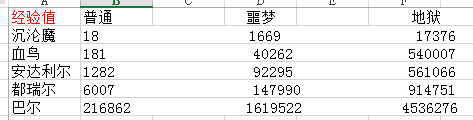 A B C D E F
经验值 普通 噩梦 地狱
沉沦魔 18 1669 17376
血鸟 181 40262 540007
安达利尔 1282 92295 561066
都瑞尔 6007 147990 914751
巴尔 216862 1619522 4536276